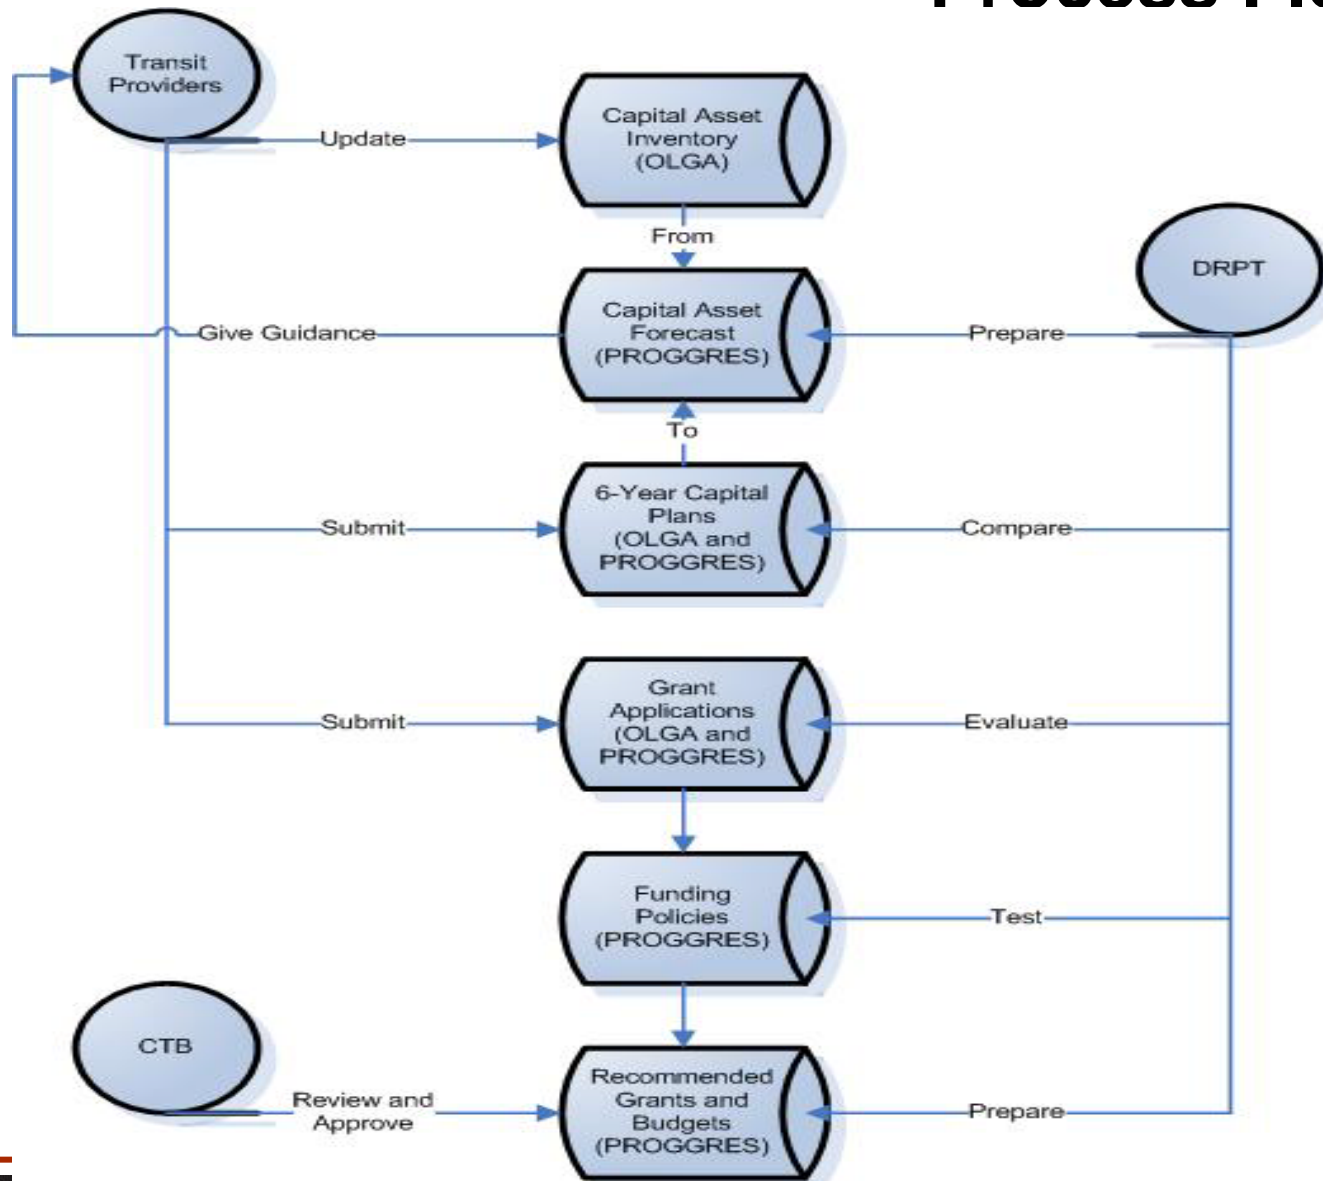 Transit
Providers
Update
Capital Asset
Inventory
(OLGA)
From
DRPT
Give Guidance
Capital Asset
Forecast
(PROGGRES)
Prepare
To
Submit
6-Year Capital
Plans
(OLGA and
PROGGRES)
Compare
Submit
Grant
Applications
(OLGA and
PROGGRES)
Evaluate
Funding
Policies
(PROGGRES)
Test
CTB
Review and
Approve
Recommended
Grants and
Budgets
(PROGGRES)
Prepare